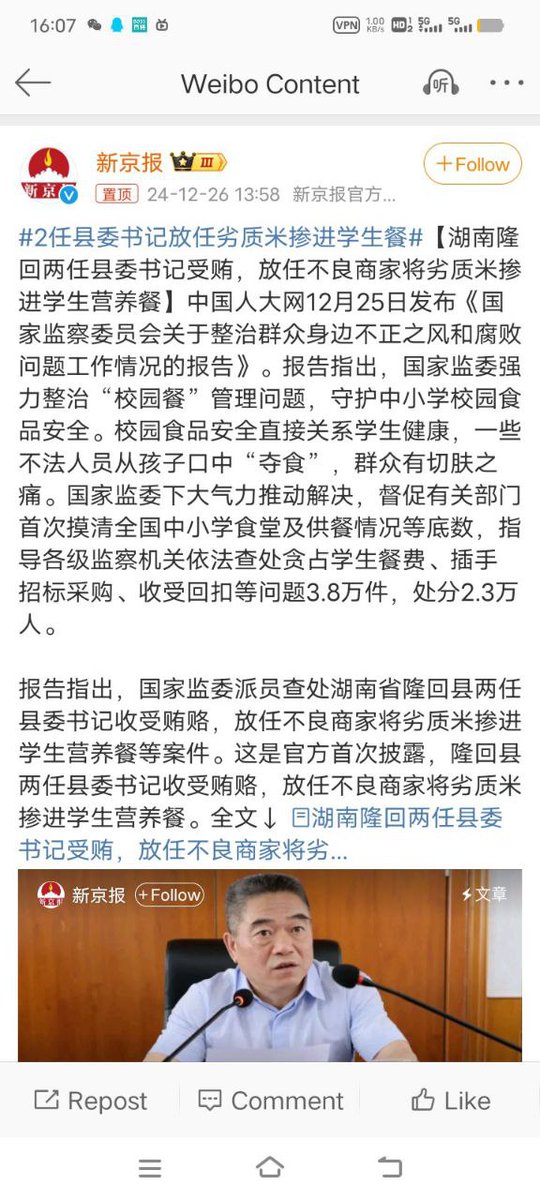 16:07
VPN 1.00 KB/s HD 1 2 5G 5G
Weibo Content 听
新京报 III
+Follow
新京
置顶 24-12-26 13:58 新京报官方...
#2任县委书记放任劣质米掺进学生餐#【湖南隆
回两任县委书记受贿，放任不良商家将劣质米掺
进学生营养餐】中国人大网12月25日发布《国
家监察委员会关于整治群众身边不正之风和腐败
问题工作情况的报告》。报告指出，国家监委强
力整治“校园餐”管理问题，守护中小学校园食
品安全。校园食品安全直接关系学生健康，一些
不法人员从孩子口中“夺食”，群众有切肤之
痛。国家监委下大气力推动解决，督促有关部门
首次摸清全国中小学食堂及供餐情况等底数，指
导各级监察机关依法查处贪占学生餐费、插手
招标采购、收受回扣等问题3.8万件，处分2.3万
人。
报告指出，国家监委派员查处湖南省隆回县两任
县委书记收受贿赂，放任不良商家将劣质米掺进
学生营养餐等案件。这是官方首次披露，隆回县
两任县委书记收受贿赂，放任不良商家将劣质米
掺进学生营养餐。全文↓ 湖南隆回两任县委
书记受贿，放任不良商家将劣...
新京报 +Follow 文章
Repost Comment Like